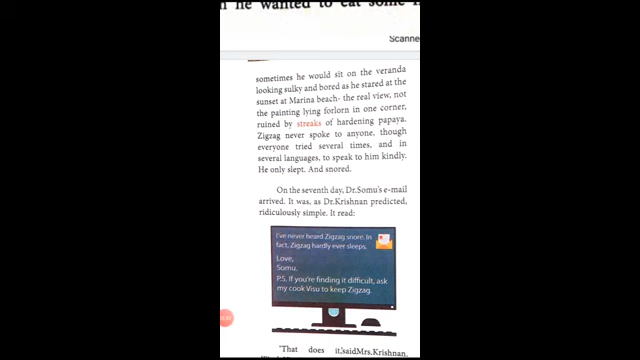 he wanted to eat some
Scanne
sometimes he would sit on the veranda
looking sulky and bored as he stared at the
sunset at Marina beach- the real view, not
the painting lying forlorn in one corner,
ruined by streaks of hardening papaya.
Zigzag never spoke to anyone, though
everyone tried several times, and in
several languages, to speak to him kindly.
He only slept. And snored.
On the seventh day, Dr.Somu's e-mail
arrived. It was, as Dr.Krishnan predicted,
ridiculously simple. It read:
I've never heard Zigzag snore. In
fact, Zigzag hardly ever sleeps.
Love,
Somu.
P.S. If you're finding it difficult, ask
my cook Visu to keep Zigzag.
"That does it,'saidMrs.Krishnan,